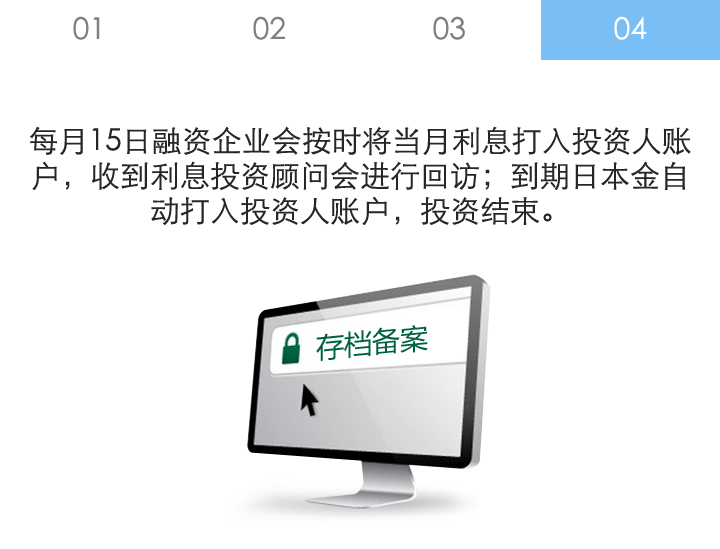 01 02 03 04
每月15日融资企业会按时将当月利息打入投资人账
户，收到利息投资顾问会进行回访；到期日本金自
动打入投资人账户，投资结束。
存档备案